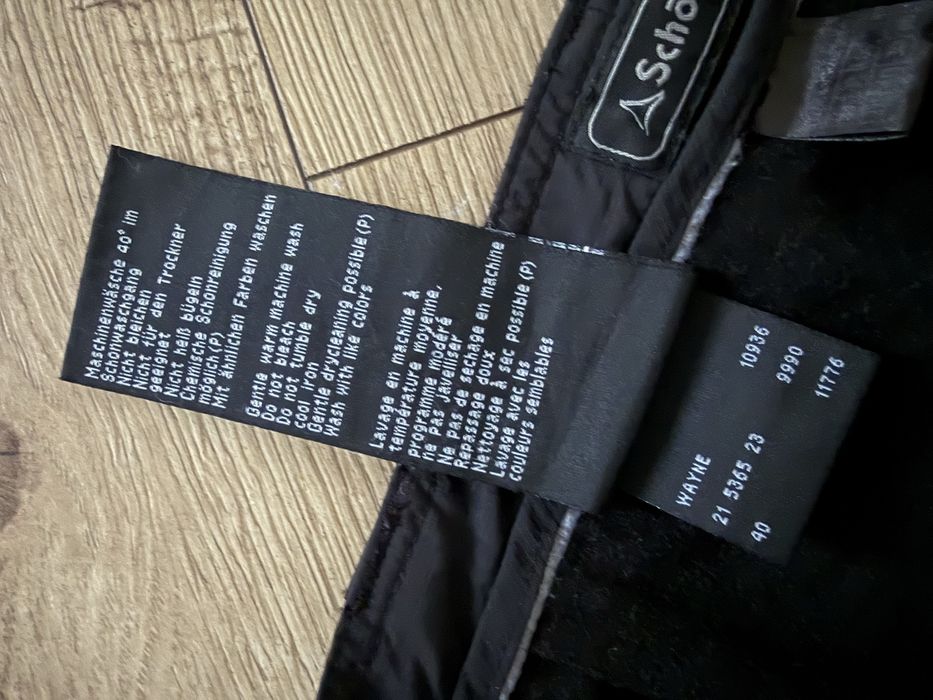 Schö
Maschinenwäsche 40° im
Schonwaschgang
Nicht bleichen
Nicht für den Trockner
geeignet
Nicht heiß bügeln
Chemische Schonreinigung
möglich(P)
Mit ähnlichen Farben waschen
Gentle warm machine wash
Do not bleach
Do not tumble dry
cool iron
Gentle drycleaning possible(P)
Wash with like colors
Lavage en machine à
température moyenne,
programme modéré
ne pas javeliser
Ne pas de sechage en machine
Repassage doux
Nettoyage à sec possible(P)
Lavage avec les
couleurs semblables
WAYNE 10936
21 5365 23 9990
40 11776